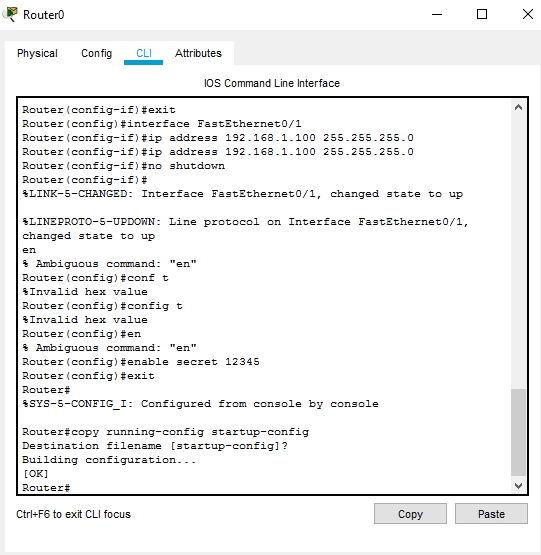 Router0
Physical Config CLI Attributes
IOS Command Line Interface
Router(config-if)#exit
Router(config)#interface FastEthernet0/1
Router(config-if)#ip address 192.168.1.100 255.255.255.0
Router(config-if)#ip address 192.168.1.100 255.255.255.0
Router(config-if)#no shutdown
Router(config-if)#
%LINK-5-CHANGED: Interface FastEthernet0/1, changed state to up
%LINEPROTO-5-UPDOWN: Line protocol on Interface FastEthernet0/1,
changed state to up
en
% Ambiguous command: "en"
Router(config)#conf t
%Invalid hex value
Router(config)#config t
%Invalid hex value
Router(config)#en
% Ambiguous command: "en"
Router(config)#enable secret 12345
Router(config)#exit
Router#
%SYS-5-CONFIG_I: Configured from console by console
Router#copy running-config startup-config
Destination filename [startup-config]?
Building configuration...
[OK]
Router#
Ctrl+F6 to exit CLI focus
Copy Paste